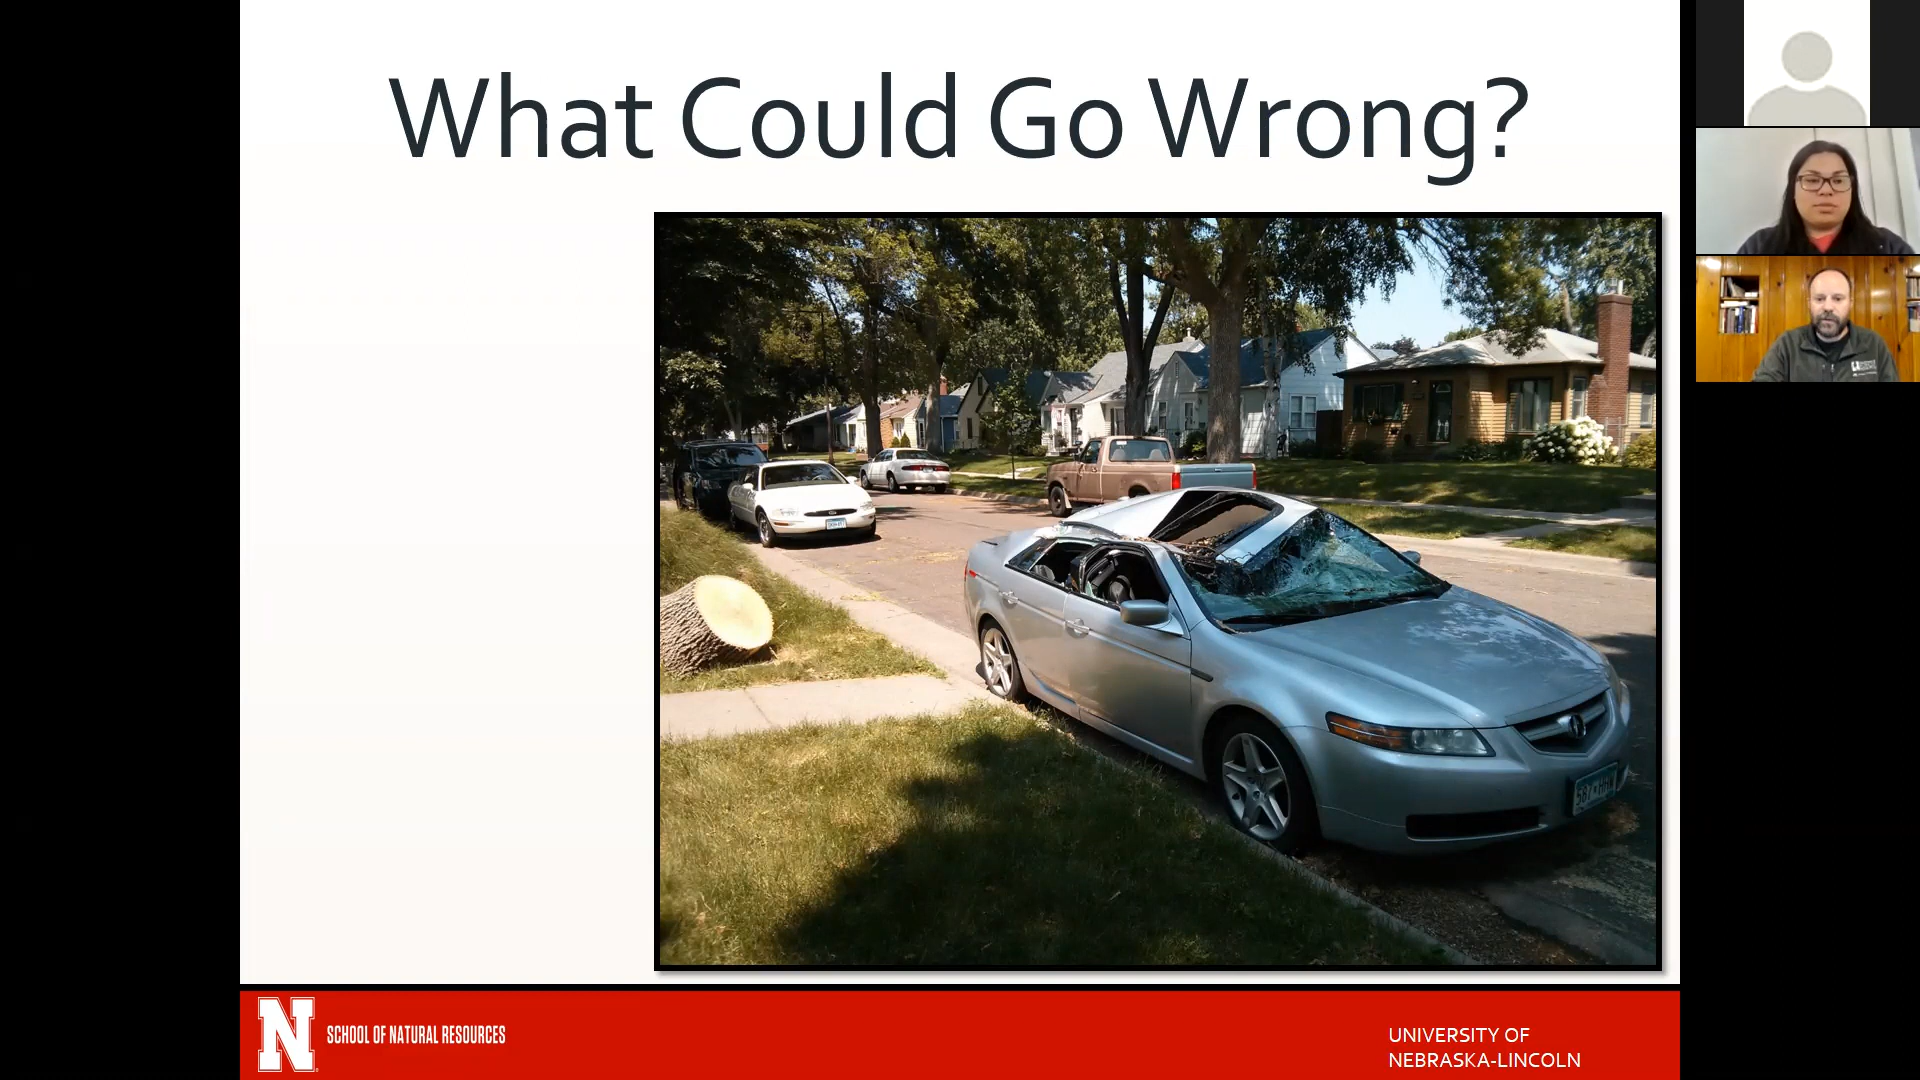 What Could Go Wrong?
N
SCHOOL OF NATURAL RESOURCES
UNIVERSITY OF
NEBRASKA-LINCOLN